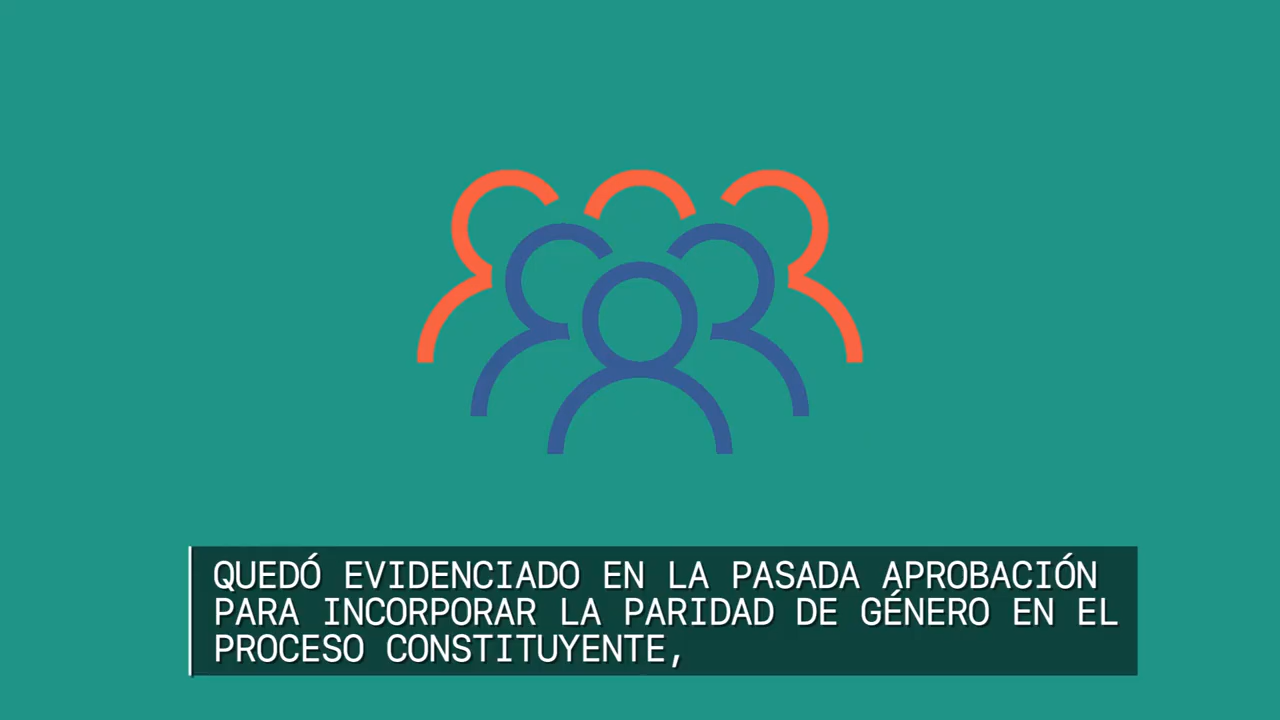 QUEDÓ EVIDENCIADO EN LA PASADA APROBACIÓN
PARA INCORPORAR LA PARIDAD DE GÉNERO EN EL
PROCESO CONSTITUYENTE,